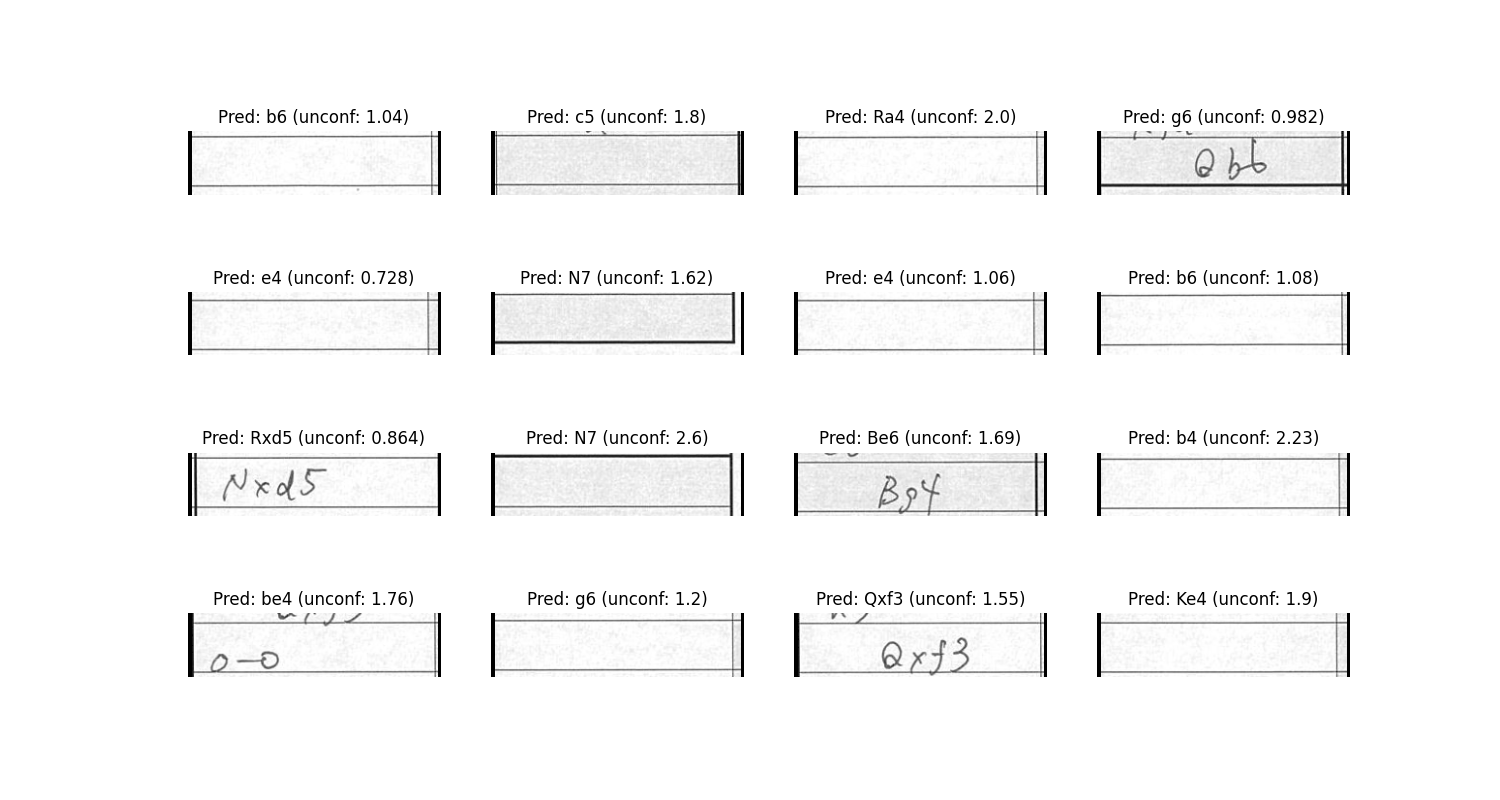 Pred: b6 (unconf: 1.04) Pred: c5 (unconf: 1.8) Pred: Ra4 (unconf: 2.0) Pred: g6 (unconf: 0.982)
Qb6
Pred: e4 (unconf: 0.728) Pred: N7 (unconf: 1.62) Pred: e4 (unconf: 1.06) Pred: b6 (unconf: 1.08)
Pred: Rxd5 (unconf: 0.864) Pred: N7 (unconf: 2.6) Pred: Be6 (unconf: 1.69) Pred: b4 (unconf: 2.23)
Nxd5 Bg4
Pred: be4 (unconf: 1.76) Pred: g6 (unconf: 1.2) Pred: Qxf3 (unconf: 1.55) Pred: Ke4 (unconf: 1.9)
0-0 Qxf3